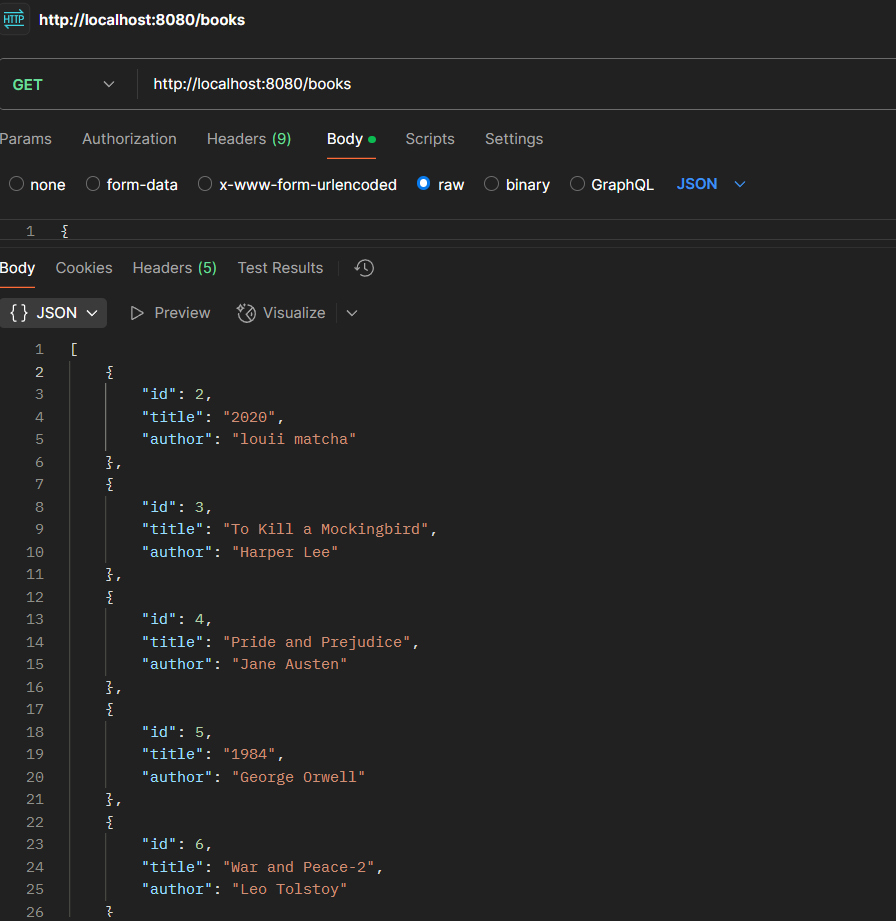 HTTP http://localhost:8080/books
GET http://localhost:8080/books
Params Authorization Headers (9) Body Scripts Settings
none form-data x-www-form-urlencoded raw binary GraphQL JSON
1 {
Body Cookies Headers (5) Test Results
{} JSON Preview Visualize
1 [
2 {
3 "id": 2,
4 "title": "2020",
5 "author": "louii matcha"
6 },
7 {
8 "id": 3,
9 "title": "To Kill a Mockingbird",
10 "author": "Harper Lee"
11 },
12 {
13 "id": 4,
14 "title": "Pride and Prejudice",
15 "author": "Jane Austen"
16 },
17 {
18 "id": 5,
19 "title": "1984",
20 "author": "George Orwell"
21 },
22 {
23 "id": 6,
24 "title": "War and Peace-2",
25 "author": "Leo Tolstoy"
26 }